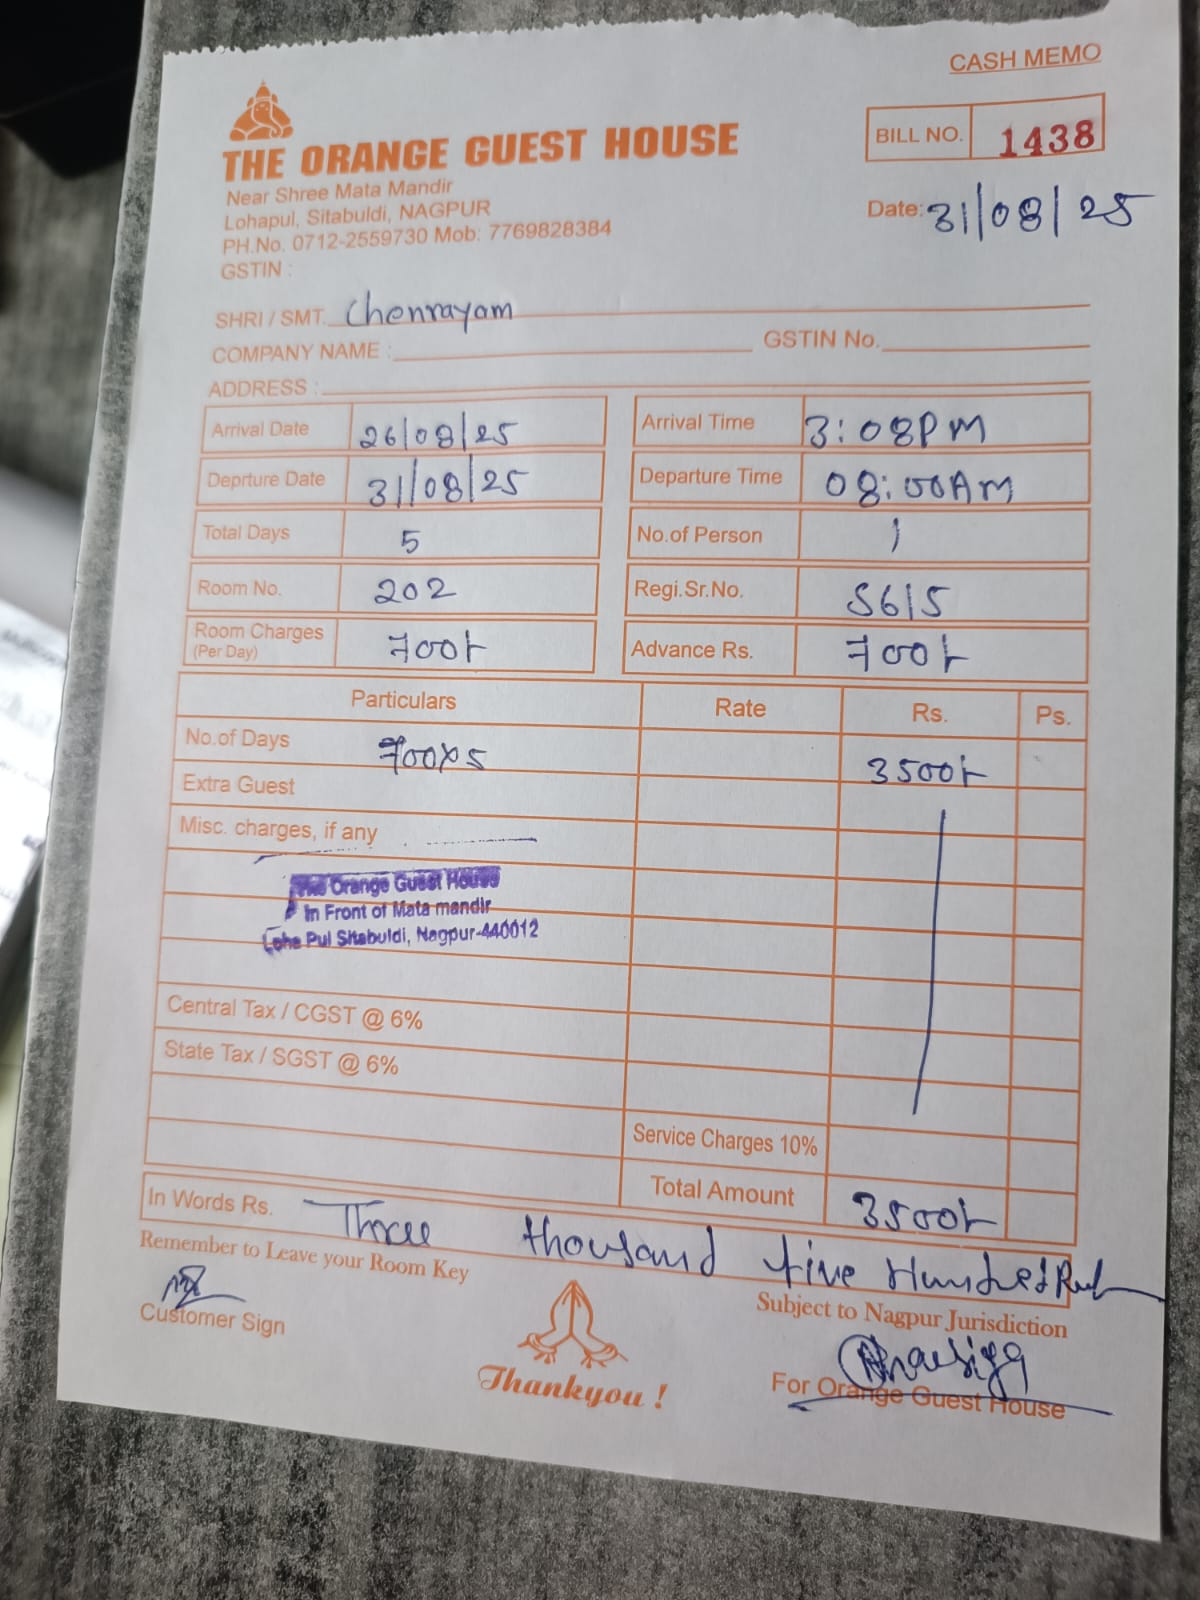 CASH MEMO
THE ORANGE GUEST HOUSE
BILL NO. 1438
Near Shree Mata Mandir
Lohapul, Sitabuldi, NAGPUR
Date: 31/08/25
PH.No. 0712-2559730 Mob: 7769828384
GSTIN :
SHRI / SMT. Chenrayam
COMPANY NAME : GSTIN No.
ADDRESS :
Arrival Date 26/08/25 Arrival Time 3:08PM
Deprture Date 31/08/25 Departure Time 08:00AM
Total Days 5 No.of Person 1
Room No. 202 Regi.Sr.No. 5615
Room Charges (Per Day) 700/- Advance Rs. 700/-
Particulars Rate Rs. Ps.
No.of Days 700x5 3500/-
Extra Guest
Misc. charges, if any
The Orange Guest House
In Front of Mata mandir
Loha Pul Sitabuldi, Nagpur-440012
Central Tax / CGST @ 6%
State Tax / SGST @ 6%
Service Charges 10%
Total Amount 3500/-
In Words Rs. Three thousand five Hundred
Remember to Leave your Room Key
Subject to Nagpur Jurisdiction
Customer Sign
Thankyou !
For Orange Guest House